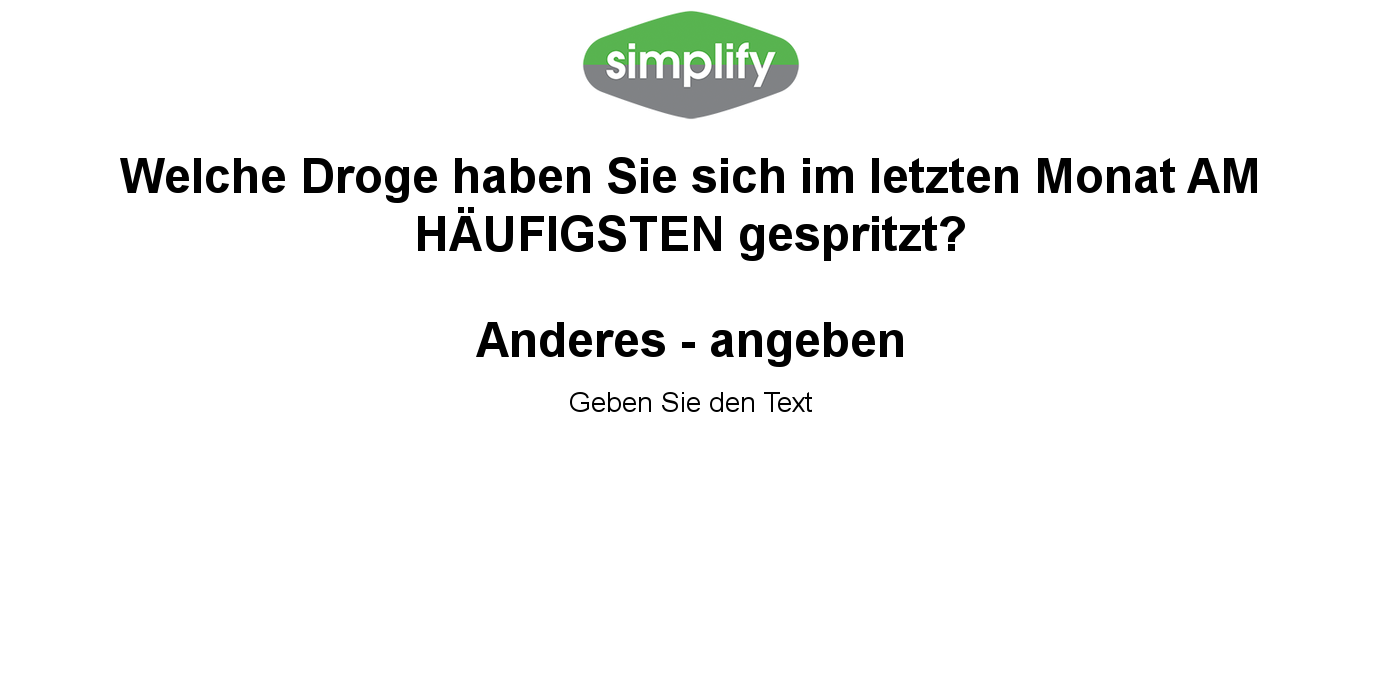 simplify
Welche Droge haben Sie sich im letzten Monat AM
HÄUFIGSTEN gespritzt?
Anderes - angeben
Geben Sie den Text